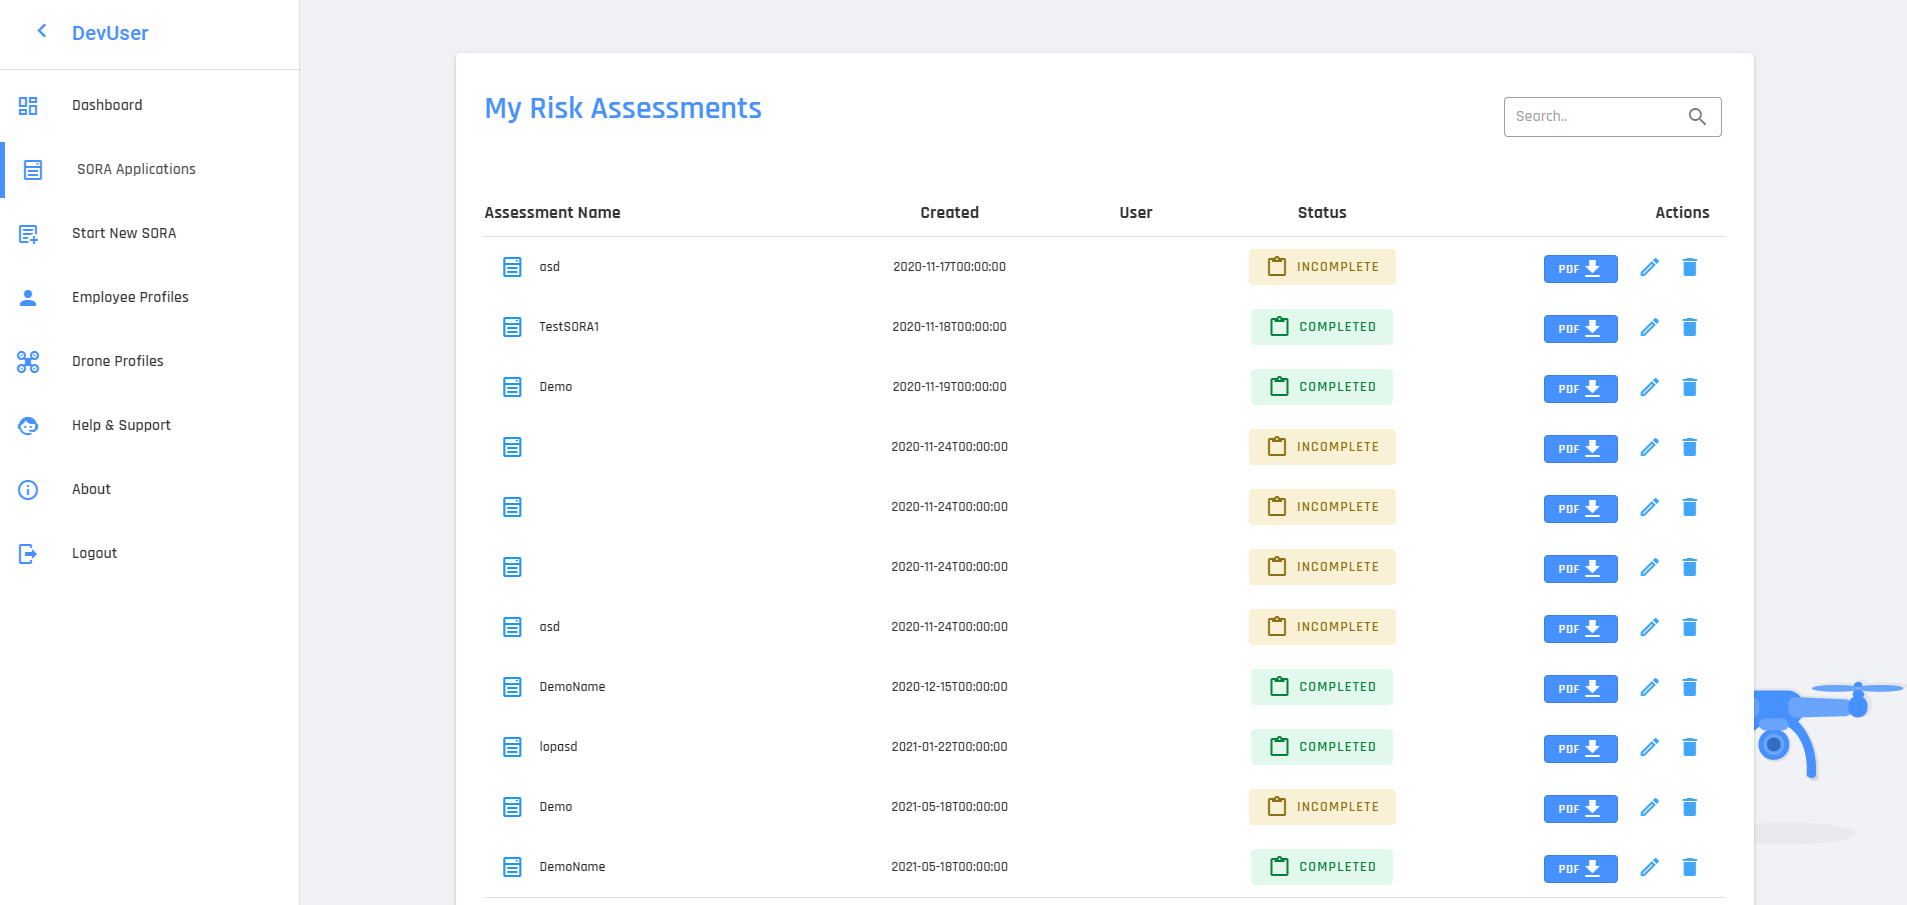 DevUser
Dashboard
SORA Applications
Start New SORA
Employee Profiles
Drone Profiles
Help & Support
About
Logout
My Risk Assessments
Search..
Assessment Name Created User Status Actions
asd 2020-11-17T00:00:00 INCOMPLETE PDF
TestSORA1 2020-11-18T00:00:00 COMPLETED PDF
Demo 2020-11-19T00:00:00 COMPLETED PDF
2020-11-24T00:00:00 INCOMPLETE PDF
2020-11-24T00:00:00 INCOMPLETE PDF
2020-11-24T00:00:00 INCOMPLETE PDF
asd 2020-11-24T00:00:00 INCOMPLETE PDF
DemoName 2020-12-15T00:00:00 COMPLETED PDF
lopasd 2021-01-22T00:00:00 COMPLETED PDF
Demo 2021-05-18T00:00:00 INCOMPLETE PDF
DemoName 2021-05-18T00:00:00 COMPLETED PDF